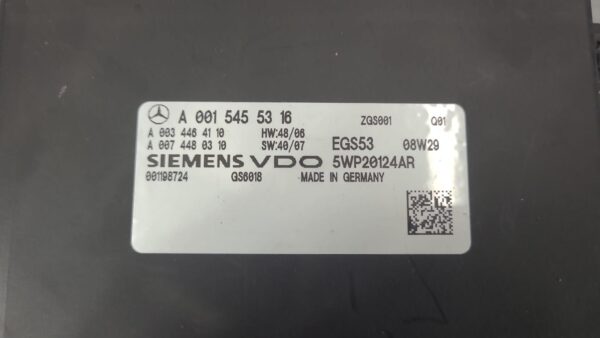 A 001 545 53 16 ZGS001 Q01
A 003 446 41 10 HW:48/06
A 007 448 03 10 SW:40/07 EGS53 08W29
SIEMENS VDO 5WP20124AR
001198724 GS6018 MADE IN GERMANY